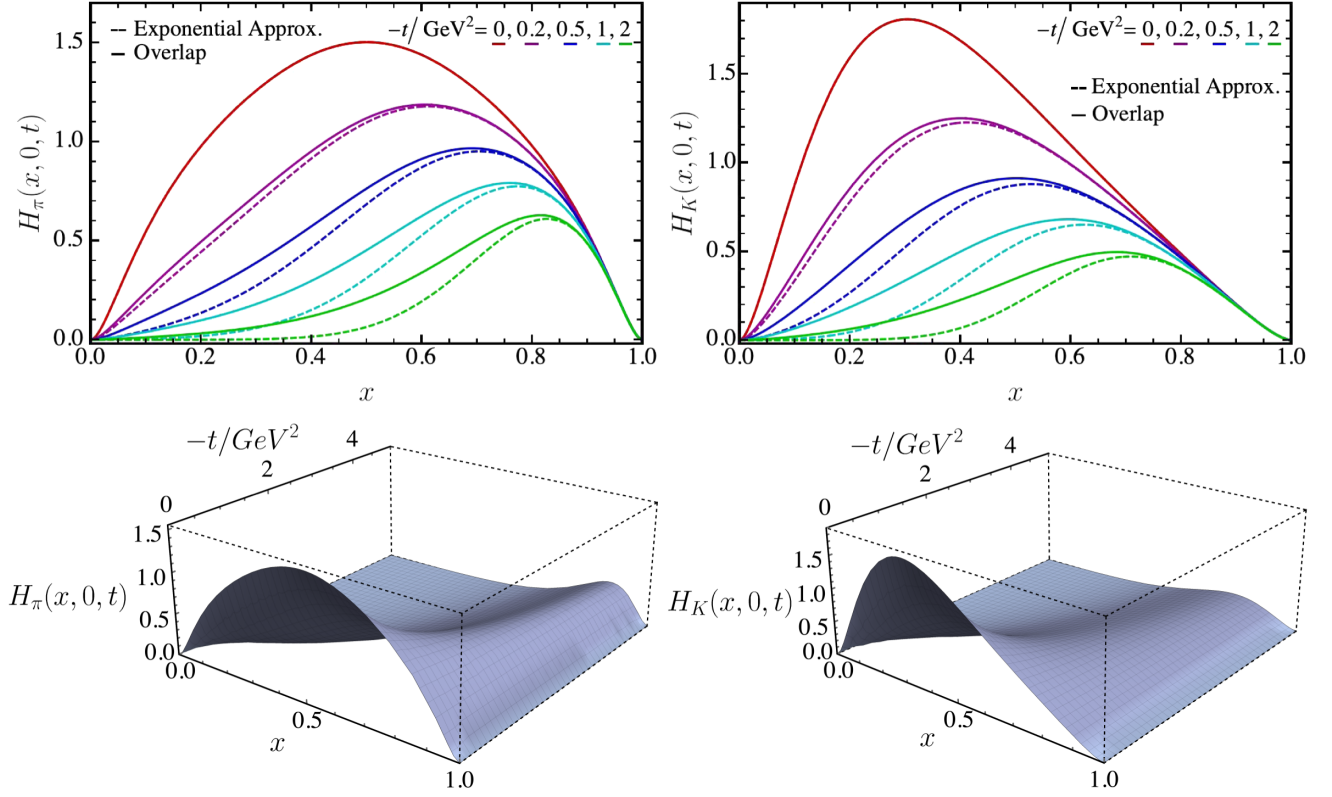 -- Exponential Approx.
— Overlap
−t/ GeV²= 0, 0.2, 0.5, 1, 2
H_π(x, 0, t)
1.5
1.0
0.5
0.0
0.0 0.2 0.4 0.6 0.8 1.0
x
−t/ GeV²= 0, 0.2, 0.5, 1, 2
-- Exponential Approx.
— Overlap
H_K(x, 0, t)
1.5
1.0
0.5
0.0
0.0 0.2 0.4 0.6 0.8 1.0
x
−t/GeV²
0 2 4
H_π(x, 0, t)
1.5
1.0
0.5
0.0
0.0 0.5 1.0
x
−t/GeV²
0 2 4
H_K(x, 0, t)
1.5
1.0
0.5
0.0
0.0 0.5 1.0
x